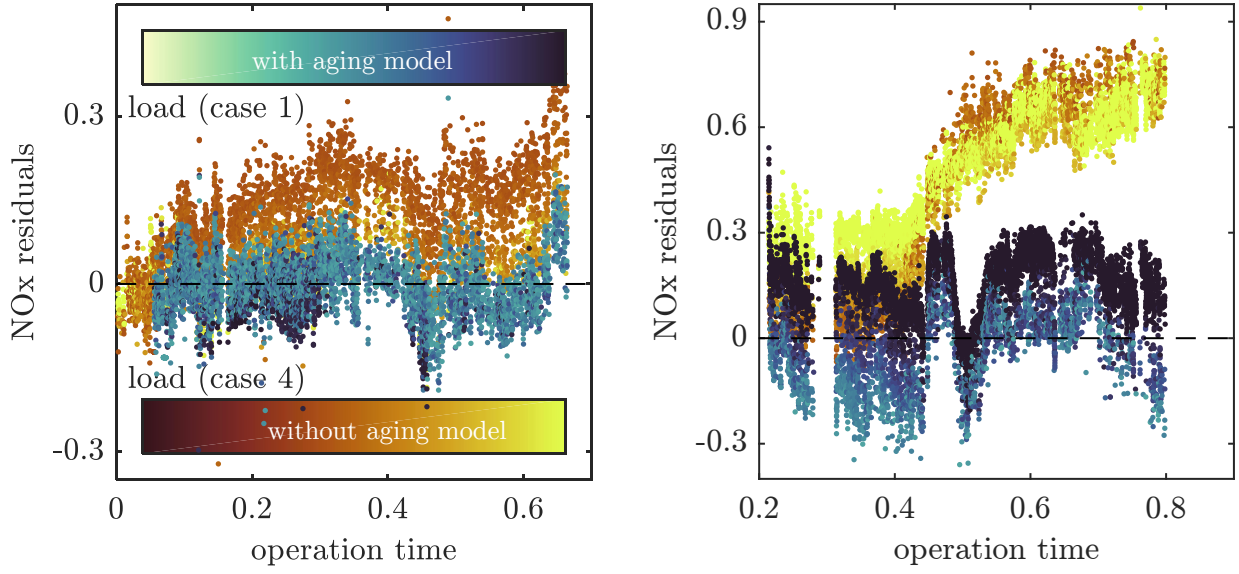 with aging model
load (case 1)
0.3
0
-0.3
NOx residuals
load (case 4)
without aging model
0 0.2 0.4 0.6
operation time
0.9
0.6
0.3
0
-0.3
NOx residuals
0.2 0.4 0.6 0.8
operation time